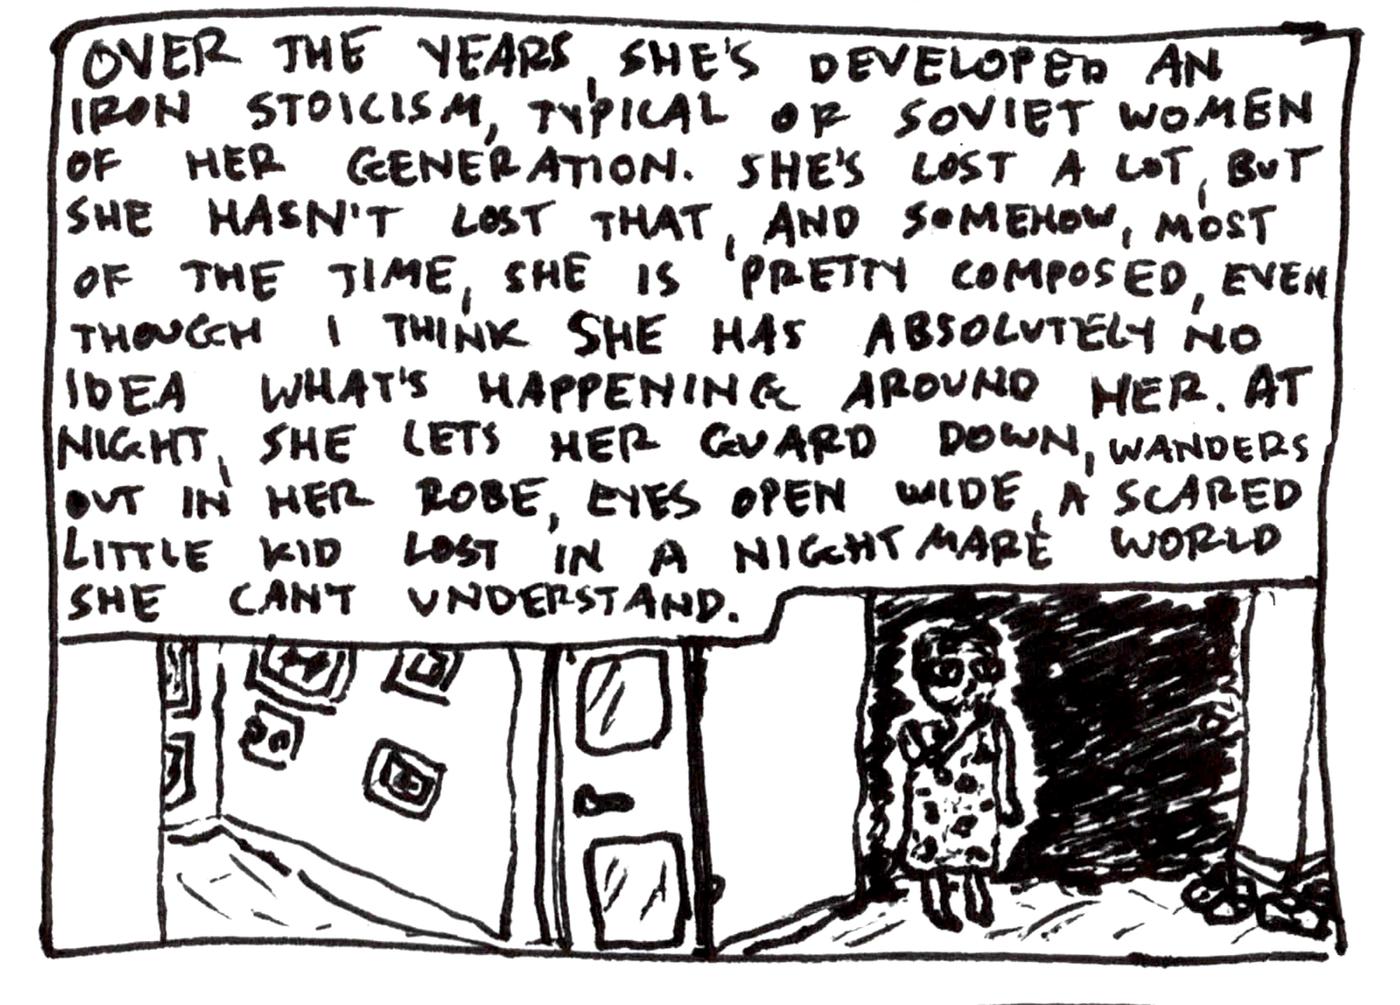 OVER THE YEARS, SHE'S DEVELOPED AN
IRON STOICISM, TYPICAL OF SOVIET WOMEN
OF HER GENERATION. SHE'S LOST A LOT, BUT
SHE HASN'T LOST THAT, AND SOMEHOW, MOST
OF THE TIME, SHE IS PRETTY COMPOSED, EVEN
THOUGH I THINK SHE HAS ABSOLUTELY NO
IDEA WHAT'S HAPPENING AROUND HER. AT
NIGHT, SHE LETS HER GUARD DOWN, WANDERS
OUT IN HER ROBE, EYES OPEN WIDE, A SCARED
LITTLE KID LOST IN A NIGHTMARE WORLD
SHE CAN'T UNDERSTAND.